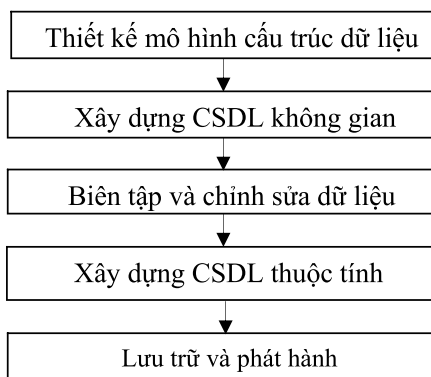 Thiết kế mô hình cấu trúc dữ liệu
Xây dựng CSDL không gian
Biên tập và chỉnh sửa dữ liệu
Xây dựng CSDL thuộc tính
Lưu trữ và phát hành